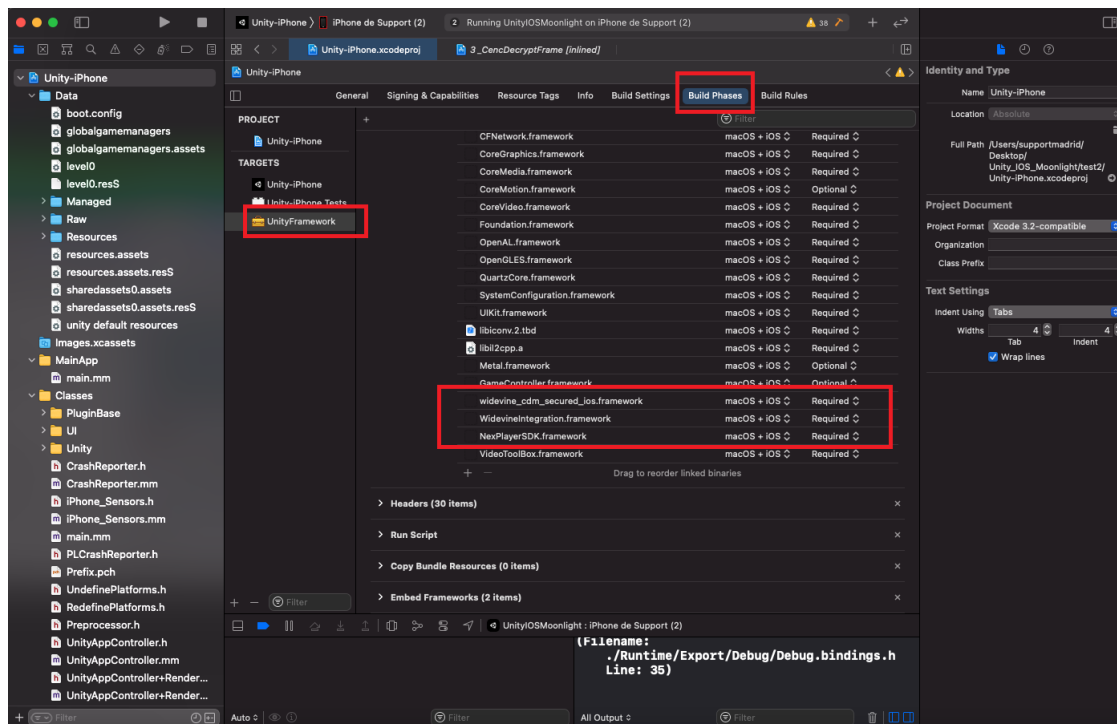 Unity-iPhone
iPhone de Support (2)
2 Running UnityIOSMoonlight on iPhone de Support (2)
38
Unity-iPhone.xcodeproj
3_CencDecryptFrame [inlined]
Unity-iPhone
General
Signing & Capabilities
Resource Tags
Info
Build Settings
Build Phases
Build Rules
Unity-iPhone
Data
boot.config
globalgamemanagers
globalgamemanagers.assets
level0
level0.resS
Managed
Raw
Resources
resources.assets
resources.assets.resS
sharedassets0.assets
sharedassets0.assets.resS
unity default resources
Images.xcassets
MainApp
main.mm
Classes
PluginBase
UI
Unity
CrashReporter.h
CrashReporter.mm
iPhone_Sensors.h
iPhone_Sensors.mm
main.mm
PLCrashReporter.h
Prefix.pch
UndefinePlatforms.h
RedefinePlatforms.h
Preprocessor.h
UnityAppController.h
UnityAppController.mm
UnityAppController+Render...
UnityAppController+Render...
Filter
PROJECT
Unity-iPhone
TARGETS
Unity-iPhone
Unity-iPhone Tests
UnityFramework
Filter
Filter
CFNetwork.framework macOS + iOS Required
CoreGraphics.framework macOS + iOS Required
CoreMedia.framework macOS + iOS Required
CoreMotion.framework macOS + iOS Optional
CoreVideo.framework macOS + iOS Required
Foundation.framework macOS + iOS Required
OpenAL.framework macOS + iOS Required
OpenGLES.framework macOS + iOS Required
QuartzCore.framework macOS + iOS Required
SystemConfiguration.framework macOS + iOS Required
UIKit.framework macOS + iOS Required
libiconv.2.tbd macOS + iOS Required
libil2cpp.a macOS + iOS Required
Metal.framework macOS + iOS Optional
GameController.framework macOS + iOS Optional
widevine_cdm_secured_ios.framework macOS + iOS Required
WidevineIntegration.framework macOS + iOS Required
NexPlayerSDK.framework macOS + iOS Required
VideoToolBox.framework macOS + iOS Required
Drag to reorder linked binaries
Headers (30 items)
Run Script
Copy Bundle Resources (0 items)
Embed Frameworks (2 items)
UnityIOSMoonlight : iPhone de Support (2)
(Filename:
./Runtime/Export/Debug/Debug.bindings.h
Line: 35)
Auto
Filter
All Output
Filter
Identity and Type
Name Unity-iPhone
Location Absolute
Full Path /Users/supportmadrid/
Desktop/
Unity_IOS_Moonlight/test2/
Unity-iPhone.xcodeproj
Project Document
Project Format Xcode 3.2-compatible
Organization
Class Prefix
Text Settings
Indent Using Tabs
Widths 4 4
Tab Indent
Wrap lines